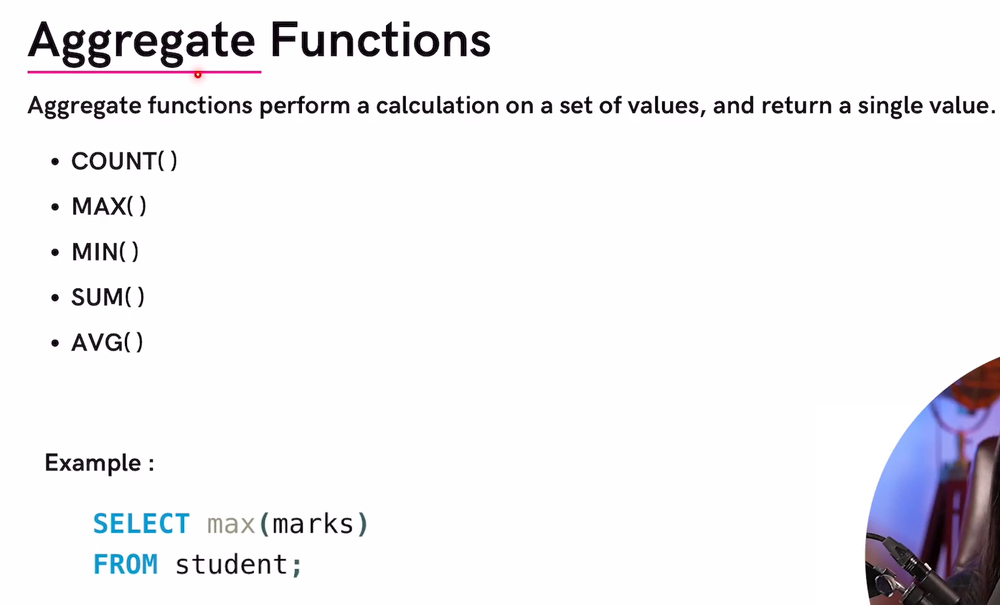 Aggregate Functions
Aggregate functions perform a calculation on a set of values, and return a single value.
• COUNT( )
• MAX( )
• MIN( )
• SUM( )
• AVG( )
Example :
SELECT max(marks)
FROM student;